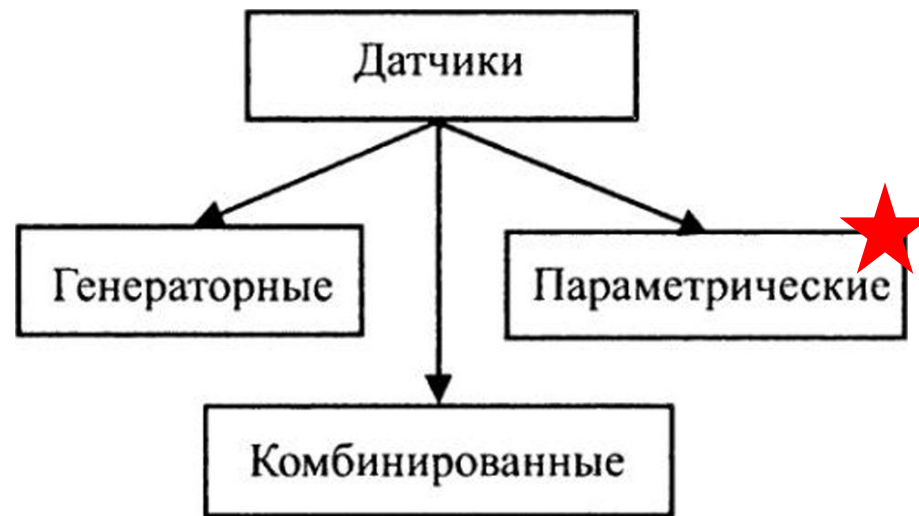 Датчики
Генераторные
Параметрические
Комбинированные